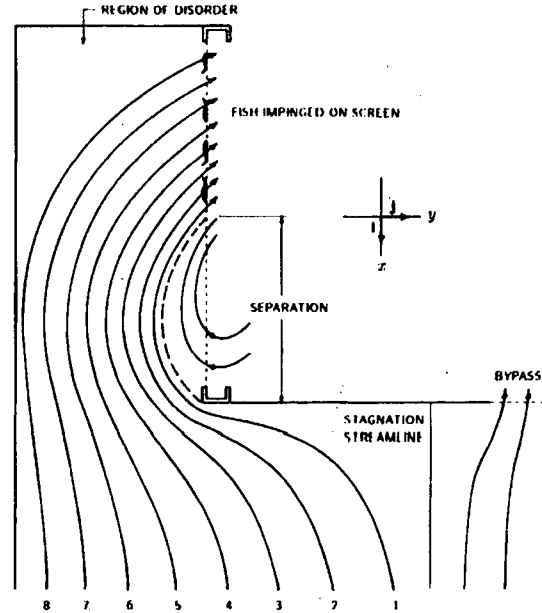 REGION OF DISORDER
FISH IMPINGED ON SCREEN
j
y
i
x
SEPARATION
BYPASS
STAGNATION
STREAMLINE
8 7 6 5 4 3 2 1